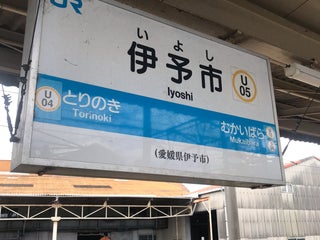 JR
いよし
伊予市
Iyoshi
U
05
U
04
とりのき
Torinoki
むかいばら
Mukaibara
(愛媛県伊予市)